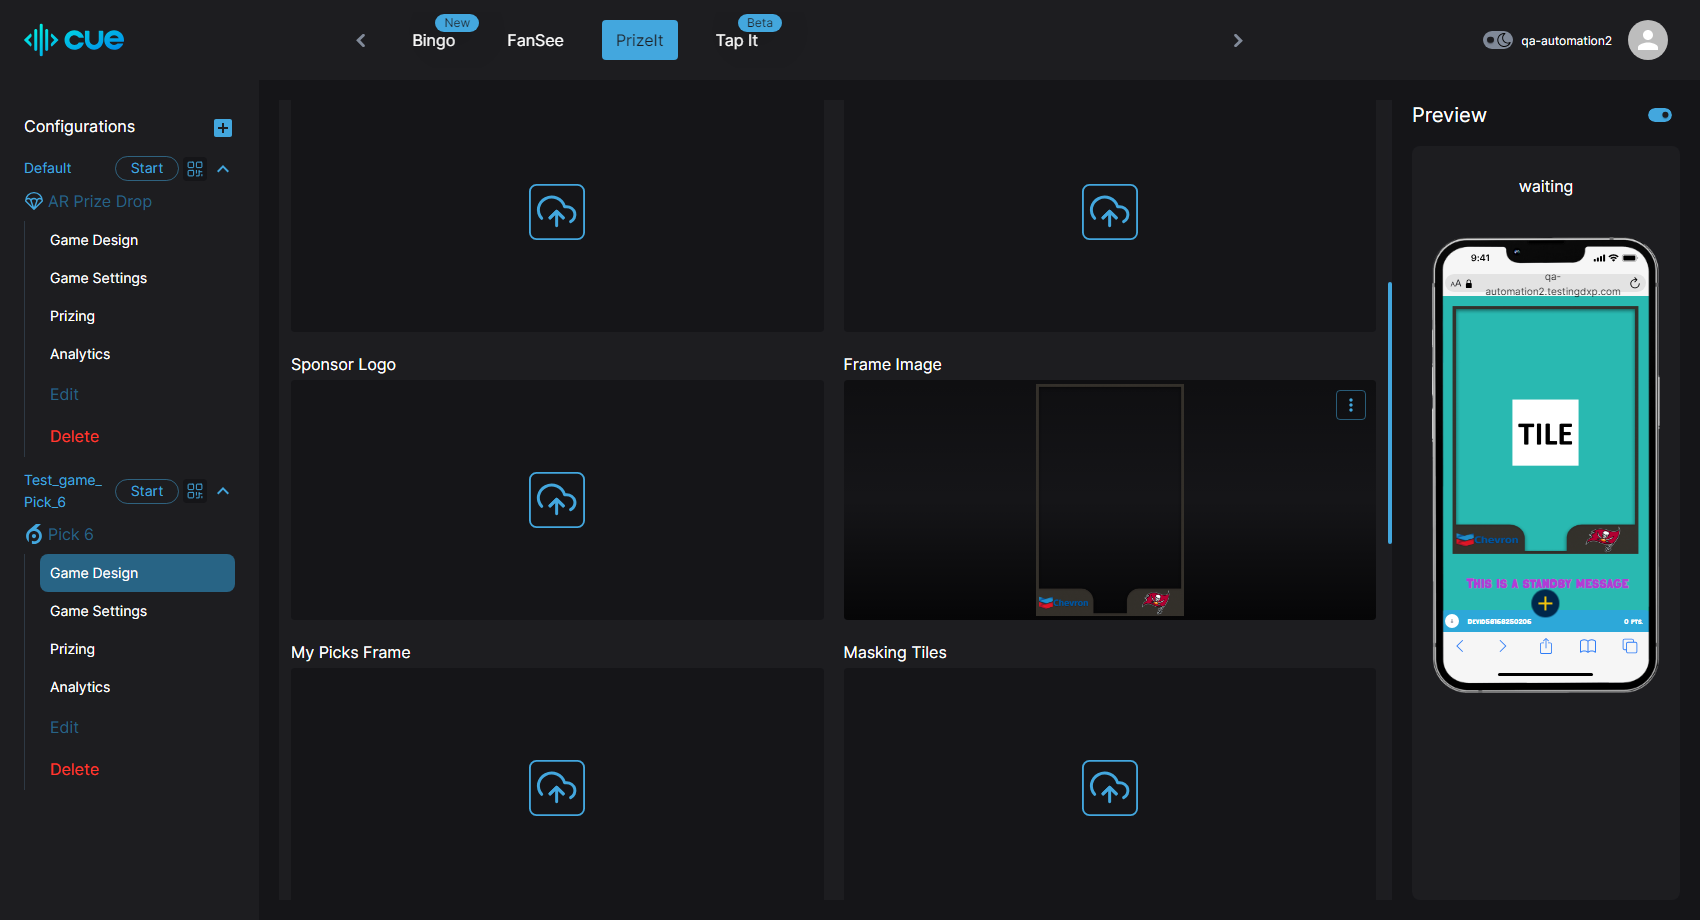 cue
New
Bingo
FanSee
PrizeIt
Beta
Tap It
qa-automation2
Configurations
Default
Start
AR Prize Drop
Game Design
Game Settings
Prizing
Analytics
Edit
Delete
Test_game_
Pick_6
Start
Pick 6
Game Design
Game Settings
Prizing
Analytics
Edit
Delete
Sponsor Logo
Frame Image
Chevron
My Picks Frame
Masking Tiles
Preview
waiting
9:41
AA
qa-
automation2.testingdxp.com
TILE
Chevron
This is a standby message
0 PTS.